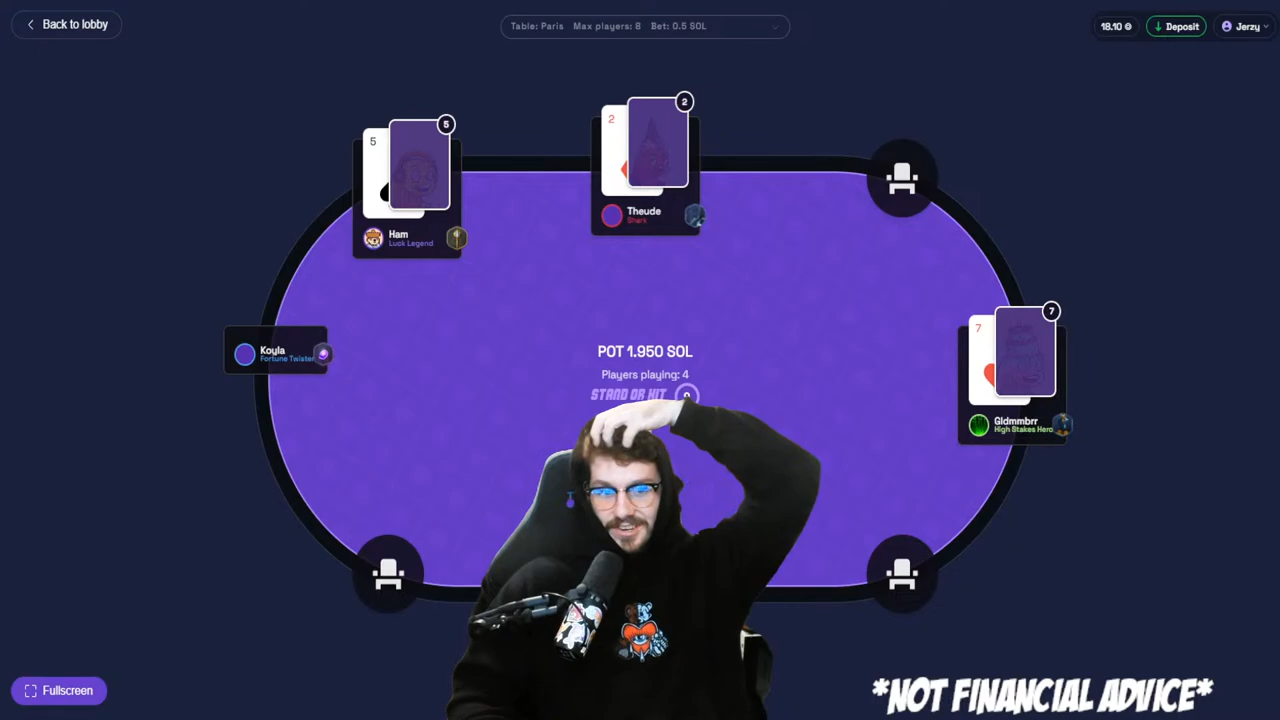 Back to lobby
Table: Paris Max players: 8 Bet: 0.5 SOL
18.10
Deposit
Jerzy
5
5
Ham
Luck Legend
2
2
Theude
Shark
Koyla
Fortune Twister
7
7
Gldmmbrr
High Stakes Hero
POT 1.950 SOL
Players playing: 4
STAND OR HIT
Fullscreen
*NOT FINANCIAL ADVICE*